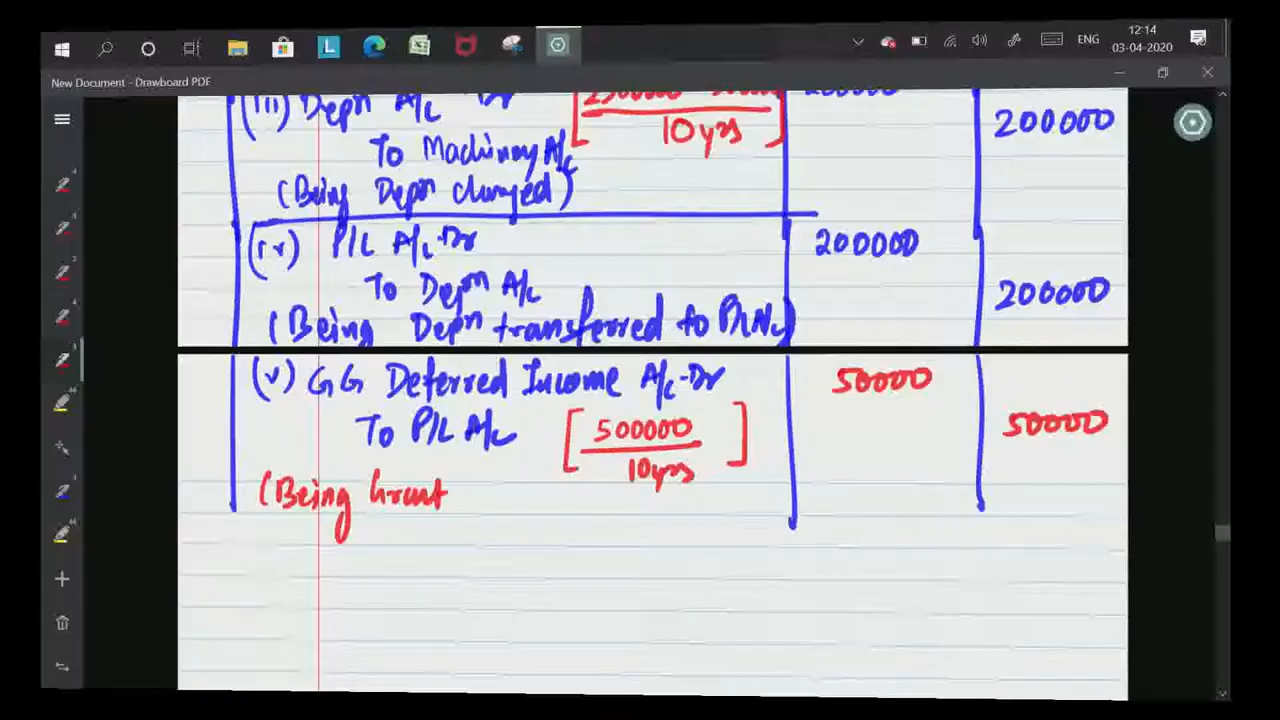 12:14
ENG
03-04-2020
New Document - Drawboard PDF
(iii) Depn A/c Dr
10 yrs
200000
To Machinery A/c
(Being Depn charged)
(iv) P/L A/c-Dr 200000
To Depn A/c 200000
(Being Depn transferred to P/L A/c)
(v) GG Deferred Income A/c-Dr 50000
To P/L A/c [500000 50000
10yrs]
(Being Grant